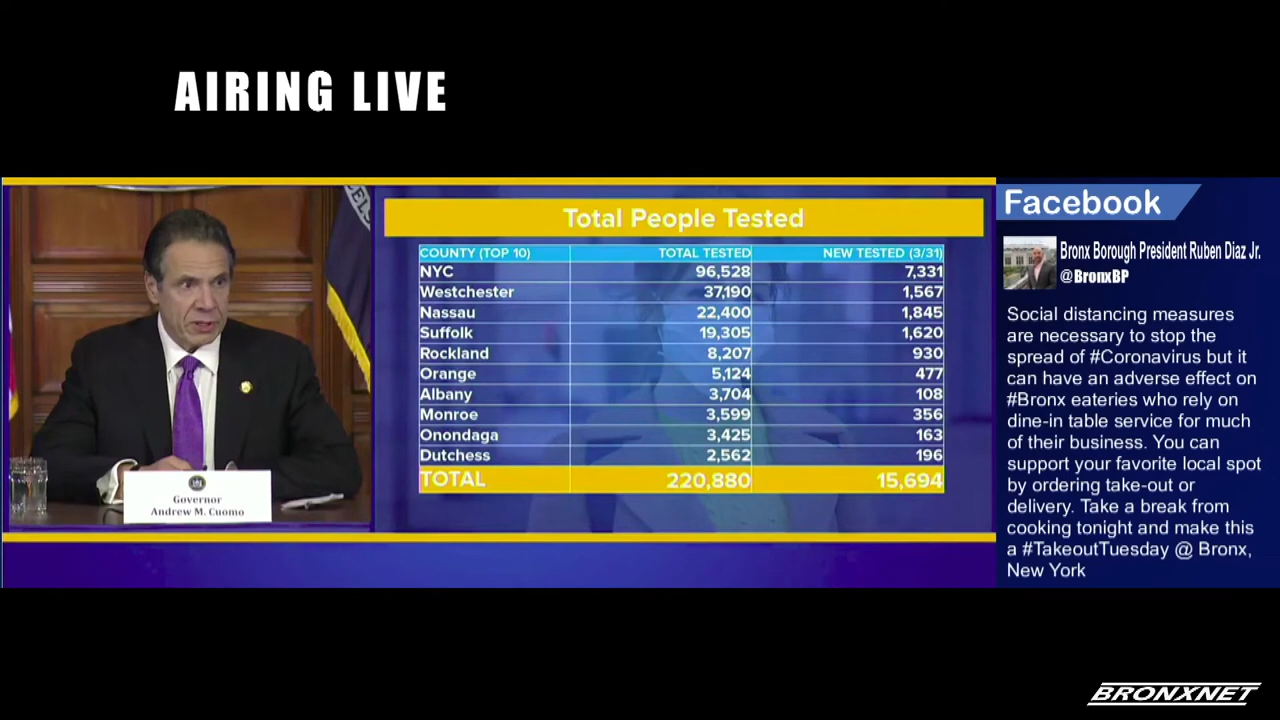 AIRING LIVE
Governor
Andrew M. Cuomo
Total People Tested
COUNTY (TOP 10) TOTAL TESTED NEW TESTED (3/31)
NYC 96,528 7,331
Westchester 37,190 1,567
Nassau 22,400 1,845
Suffolk 19,305 1,620
Rockland 8,207 930
Orange 5,124 477
Albany 3,704 108
Monroe 3,599 356
Onondaga 3,425 163
Dutchess 2,562 196
TOTAL 220,880 15,694
Facebook
Bronx Borough President Ruben Diaz Jr.
@BronxBP
Social distancing measures
are necessary to stop the
spread of #Coronavirus but it
can have an adverse effect on
#Bronx eateries who rely on
dine-in table service for much
of their business. You can
support your favorite local spot
by ordering take-out or
delivery. Take a break from
cooking tonight and make this
a #TakeoutTuesday @ Bronx,
New York
BRONXNET